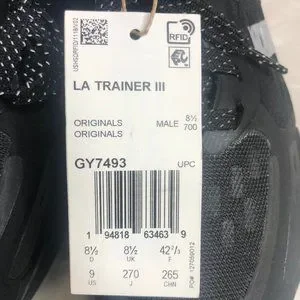 RFID
LA TRAINER III
ORIGINALS
ORIGINALS
MALE 8½
700
GY7493
UPC
1 94818 63463 9
8½ 8½ 42⅔
D UK F
9 270 265
US J CHN